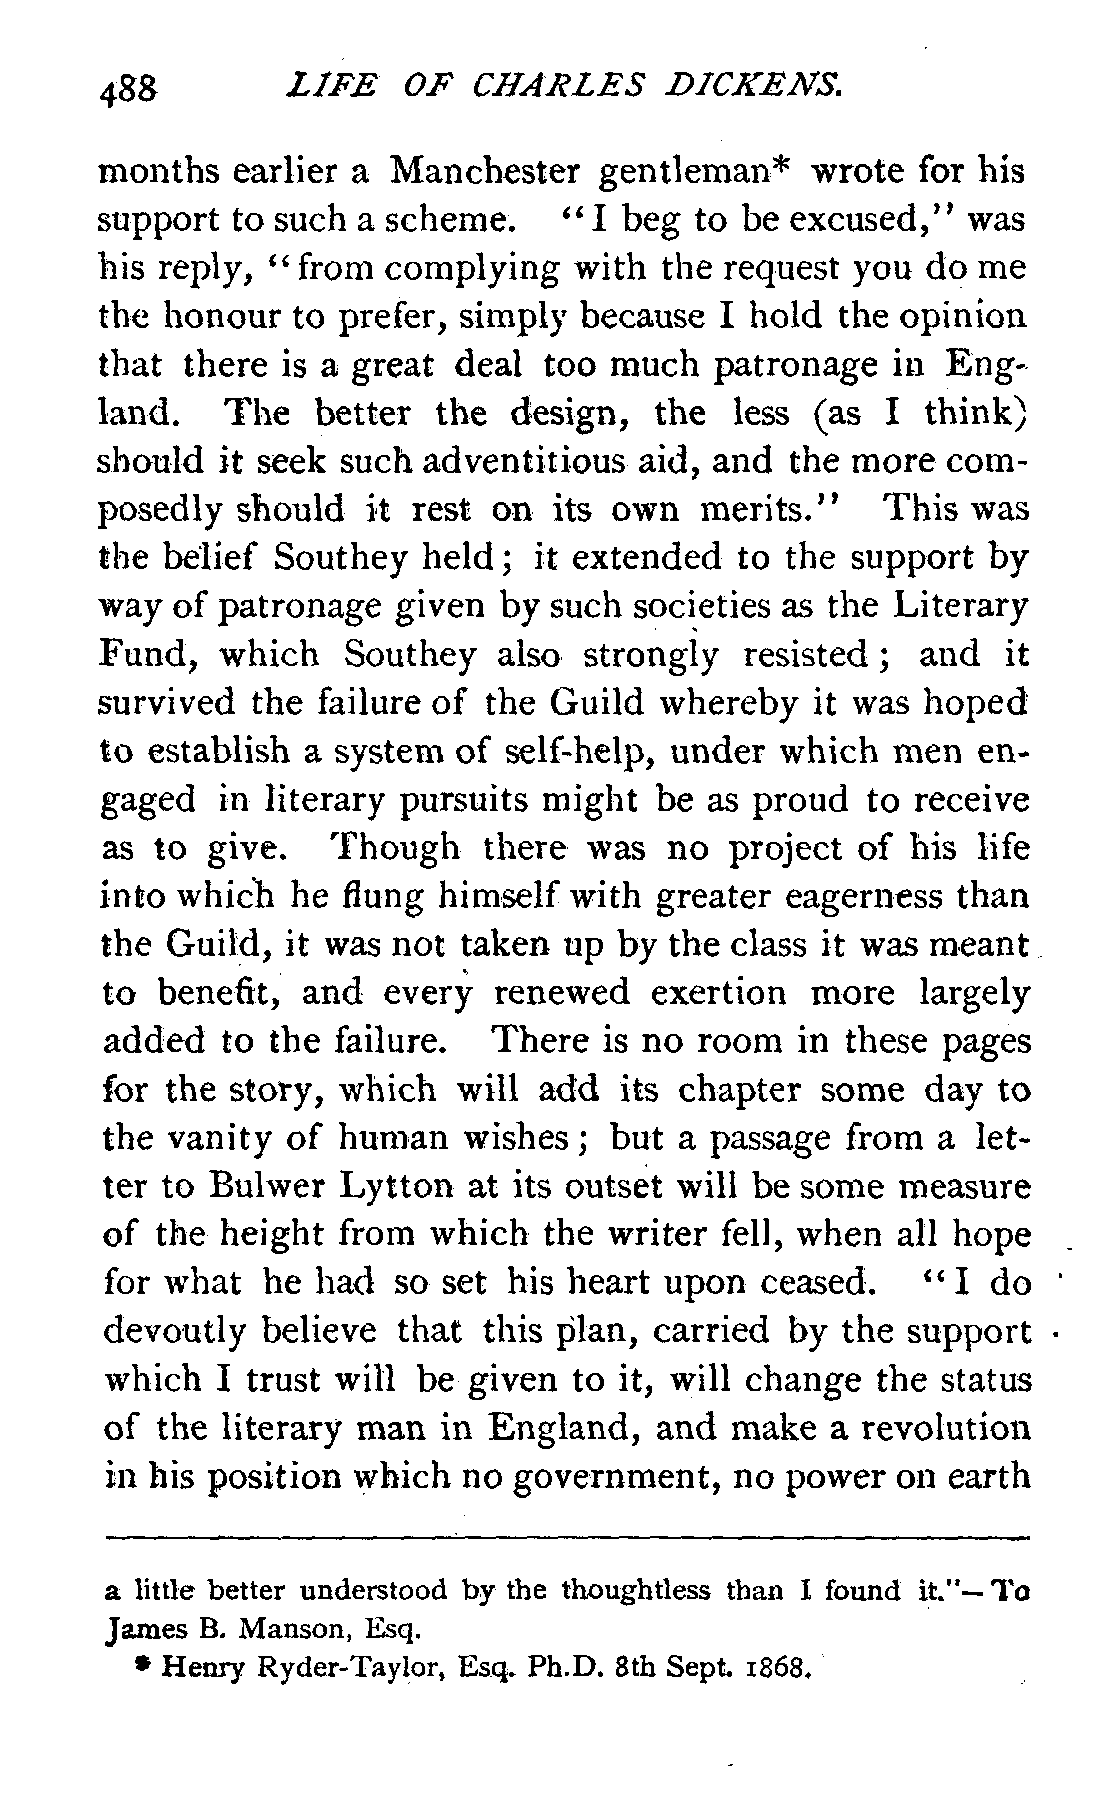 488 LIFE OF CHARLES DICKENS.
months earlier a Manchester gentleman* wrote for his
support to such a scheme. "I beg to be excused," was
his reply, "from complying with the request you do me
the honour to prefer, simply because I hold the opinion
that there is a great deal too much patronage in Eng-
land. The better the design, the less (as I think)
should it seek such adventitious aid, and the more com-
posedly should it rest on its own merits." This was
the belief Southey held; it extended to the support by
way of patronage given by such societies as the Literary
Fund, which Southey also strongly resisted; and it
survived the failure of the Guild whereby it was hoped
to establish a system of self-help, under which men en-
gaged in literary pursuits might be as proud to receive
as to give. Though there was no project of his life
into which he flung himself with greater eagerness than
the Guild, it was not taken up by the class it was meant
to benefit, and every renewed exertion more largely
added to the failure. There is no room in these pages
for the story, which will add its chapter some day to
the vanity of human wishes; but a passage from a let-
ter to Bulwer Lytton at its outset will be some measure
of the height from which the writer fell, when all hope
for what he had so set his heart upon ceased. "I do
devoutly believe that this plan, carried by the support
which I trust will be given to it, will change the status
of the literary man in England, and make a revolution
in his position which no government, no power on earth
a little better understood by the thoughtless than I found it."—To
James B. Manson, Esq.
* Henry Ryder-Taylor, Esq. Ph.D. 8th Sept. 1868.